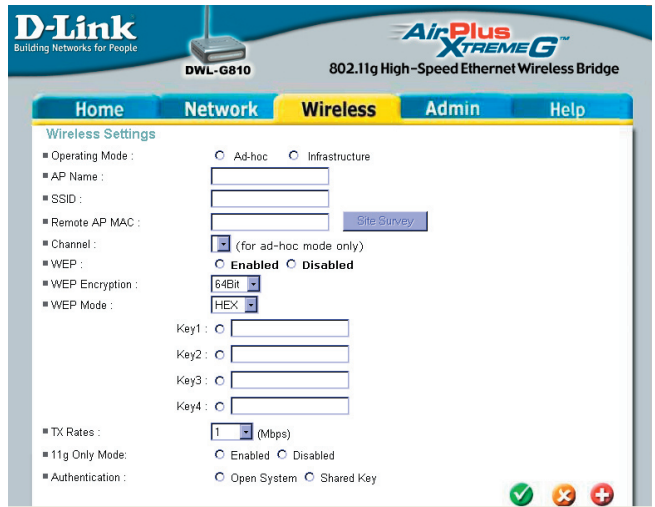 D-Link
Building Networks for People
DWL-G810
AirPlus
XTREME G™
802.11g High-Speed Ethernet Wireless Bridge
Home Network Wireless Admin Help
Wireless Settings
Operating Mode : Ad-hoc Infrastructure
AP Name :
SSID :
Remote AP MAC : Site Survey
Channel : (for ad-hoc mode only)
WEP : Enabled Disabled
WEP Encryption : 64Bit
WEP Mode : HEX
Key1 :
Key2 :
Key3 :
Key4 :
TX Rates : 1 (Mbps)
11g Only Mode: Enabled Disabled
Authentication : Open System Shared Key